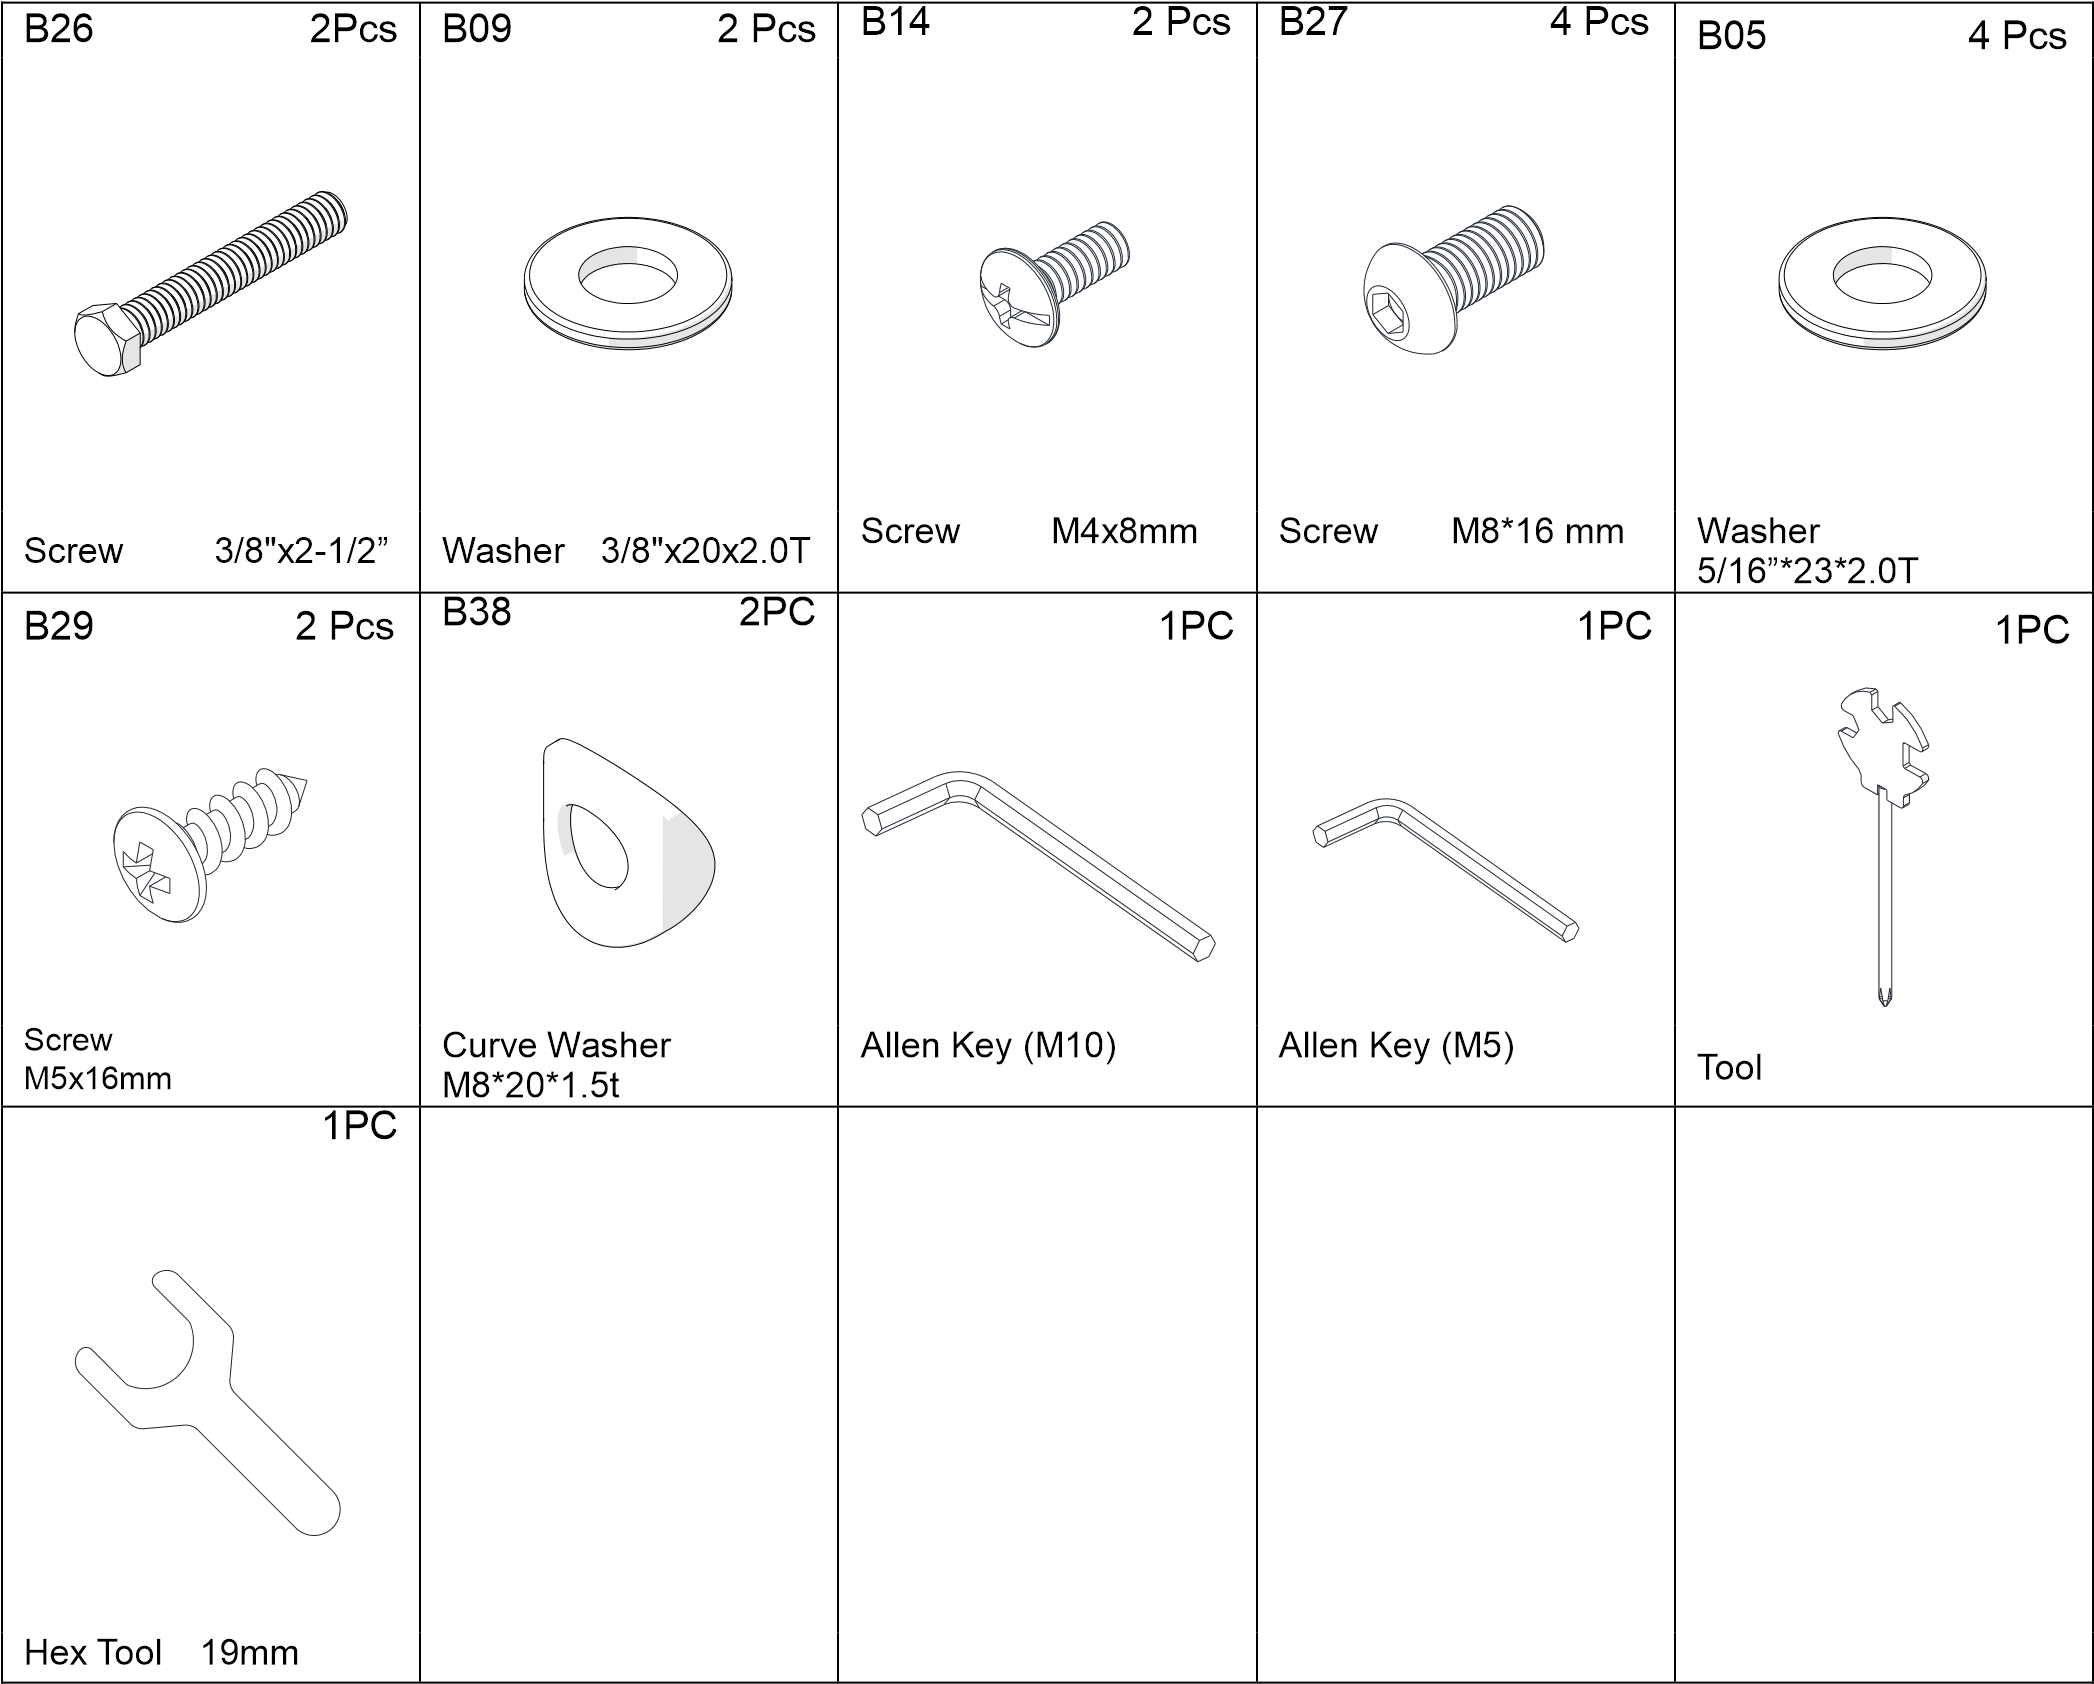 B26 2Pcs
Screw 3/8"x2-1/2”
B09 2 Pcs
Washer 3/8"x20x2.0T
B14 2 Pcs
Screw M4x8mm
B27 4 Pcs
Screw M8*16 mm
B05 4 Pcs
Washer
5/16”*23*2.0T
B29 2 Pcs
Screw
M5x16mm
B38 2PC
Curve Washer
M8*20*1.5t
1PC
Allen Key (M10)
1PC
Allen Key (M5)
1PC
Tool
1PC
Hex Tool 19mm